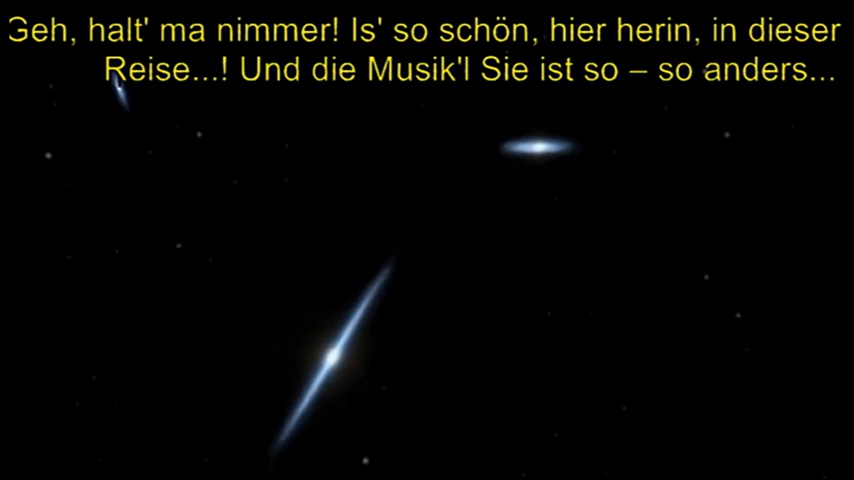 Geh, halt' ma nimmer! Is' so schön, hier herin, in dieser
Reise...! Und die Musik'l Sie ist so – so anders...